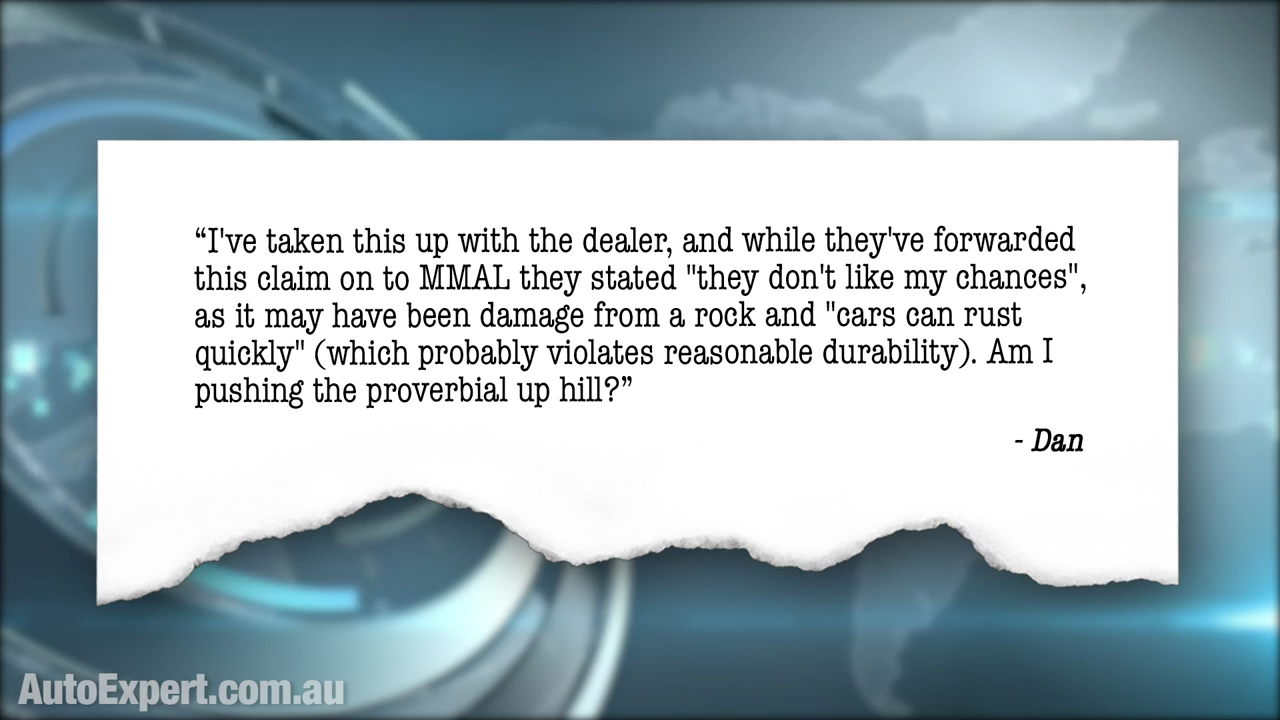 “I've taken this up with the dealer, and while they've forwarded
this claim on to MMAL they stated "they don't like my chances",
as it may have been damage from a rock and "cars can rust
quickly" (which probably violates reasonable durability). Am I
pushing the proverbial up hill?”
- Dan
AutoExpert.com.au